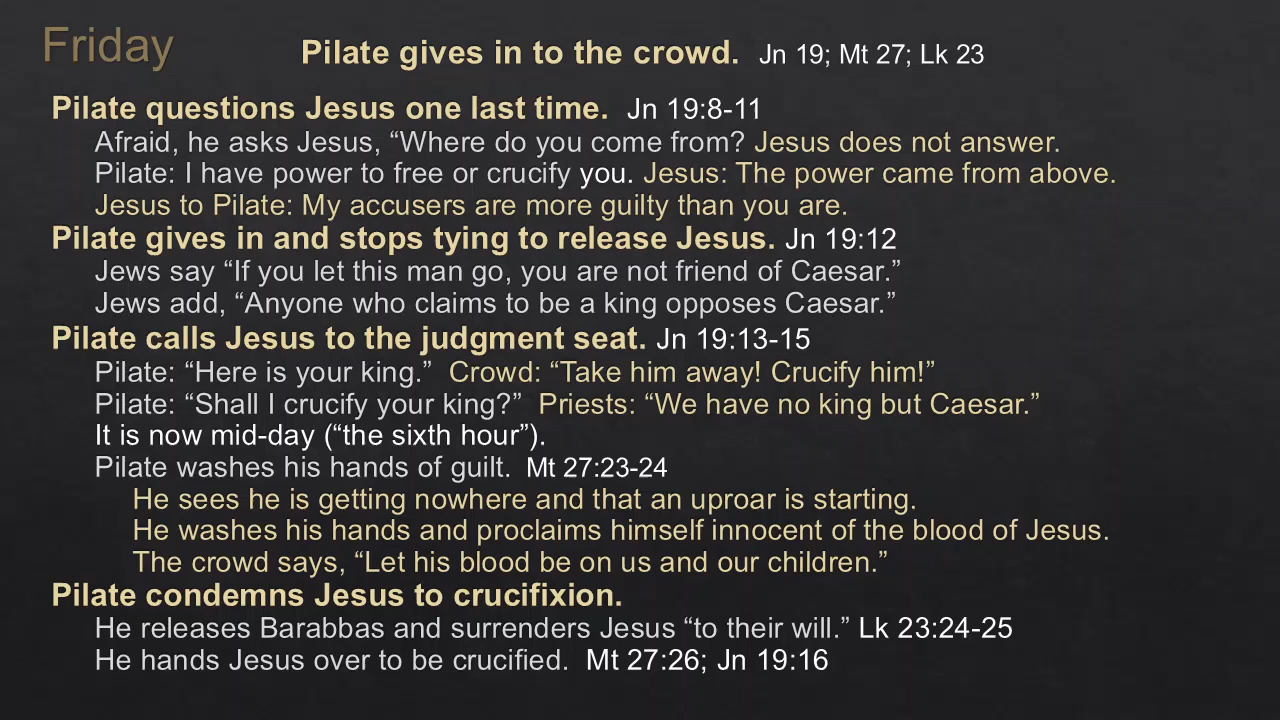 Friday
Pilate gives in to the crowd. Jn 19; Mt 27; Lk 23
Pilate questions Jesus one last time. Jn 19:8-11
Afraid, he asks Jesus, “Where do you come from? Jesus does not answer.
Pilate: I have power to free or crucify you. Jesus: The power came from above.
Jesus to Pilate: My accusers are more guilty than you are.
Pilate gives in and stops tying to release Jesus. Jn 19:12
Jews say “If you let this man go, you are not friend of Caesar.”
Jews add, “Anyone who claims to be a king opposes Caesar.”
Pilate calls Jesus to the judgment seat. Jn 19:13-15
Pilate: “Here is your king.” Crowd: “Take him away! Crucify him!”
Pilate: “Shall I crucify your king?” Priests: “We have no king but Caesar.”
It is now mid-day (“the sixth hour”).
Pilate washes his hands of guilt. Mt 27:23-24
He sees he is getting nowhere and that an uproar is starting.
He washes his hands and proclaims himself innocent of the blood of Jesus.
The crowd says, “Let his blood be on us and our children.”
Pilate condemns Jesus to crucifixion.
He releases Barabbas and surrenders Jesus “to their will.” Lk 23:24-25
He hands Jesus over to be crucified. Mt 27:26; Jn 19:16